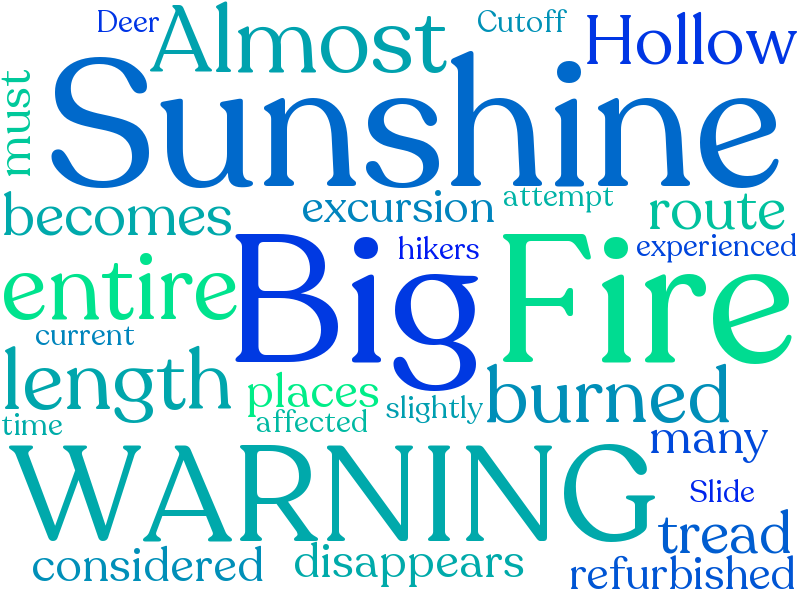 Deer Almost Cutoff Hollow
must Sunshine
becomes excursion attempt route
entire Big hikers Fire experienced
current
length places slightly burned
time affected many
WARNING Slide
considered disappears tread
refurbished